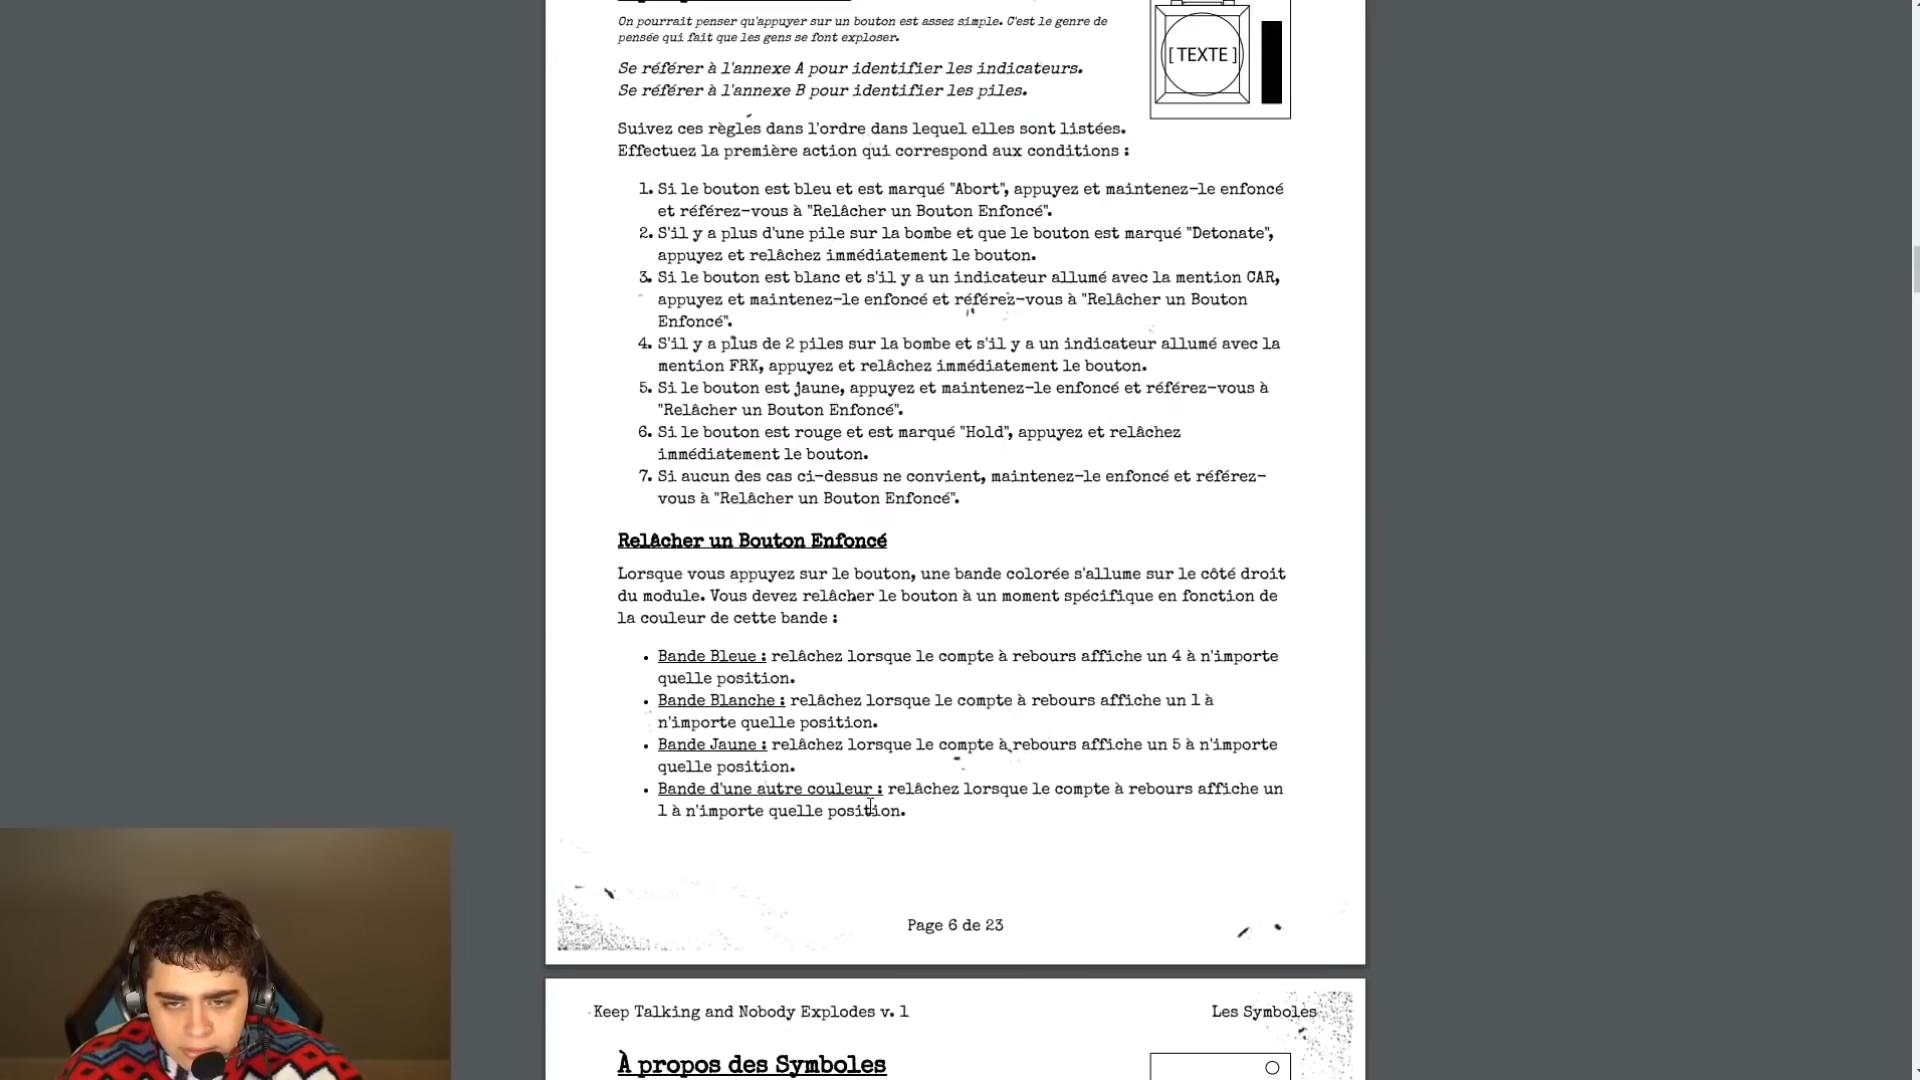 On pourrait penser qu'appuyer sur un bouton est assez simple. C'est le genre de
pensée qui fait que les gens se font exploser.
[ TEXTE ]
Se référer à l'annexe A pour identifier les indicateurs.
Se référer à l'annexe B pour identifier les piles.
Suivez ces règles dans l'ordre dans lequel elles sont listées.
Effectuez la première action qui correspond aux conditions :
1. Si le bouton est bleu et est marqué "Abort", appuyez et maintenez-le enfoncé
et référez-vous à "Relâcher un Bouton Enfoncé".
2. S'il y a plus d'une pile sur la bombe et que le bouton est marqué "Detonate",
appuyez et relâchez immédiatement le bouton.
3. Si le bouton est blanc et s'il y a un indicateur allumé avec la mention CAR,
appuyez et maintenez-le enfoncé et référez-vous à "Relâcher un Bouton
Enfoncé".
4. S'il y a plus de 2 piles sur la bombe et s'il y a un indicateur allumé avec la
mention FRK, appuyez et relâchez immédiatement le bouton.
5. Si le bouton est jaune, appuyez et maintenez-le enfoncé et référez-vous à
"Relâcher un Bouton Enfoncé".
6. Si le bouton est rouge et est marqué "Hold", appuyez et relâchez
immédiatement le bouton.
7. Si aucun des cas ci-dessus ne convient, maintenez-le enfoncé et référez-
vous à "Relâcher un Bouton Enfoncé".
Relâcher un Bouton Enfoncé
Lorsque vous appuyez sur le bouton, une bande colorée s'allume sur le côté droit
du module. Vous devez relâcher le bouton à un moment spécifique en fonction de
la couleur de cette bande :
• Bande Bleue : relâchez lorsque le compte à rebours affiche un 4 à n'importe
quelle position.
• Bande Blanche : relâchez lorsque le compte à rebours affiche un 1 à
n'importe quelle position.
• Bande Jaune : relâchez lorsque le compte à rebours affiche un 5 à n'importe
quelle position.
• Bande d'une autre couleur : relâchez lorsque le compte à rebours affiche un
1 à n'importe quelle position.
Page 6 de 23
Keep Talking and Nobody Explodes v. 1
Les Symboles
À propos des Symboles